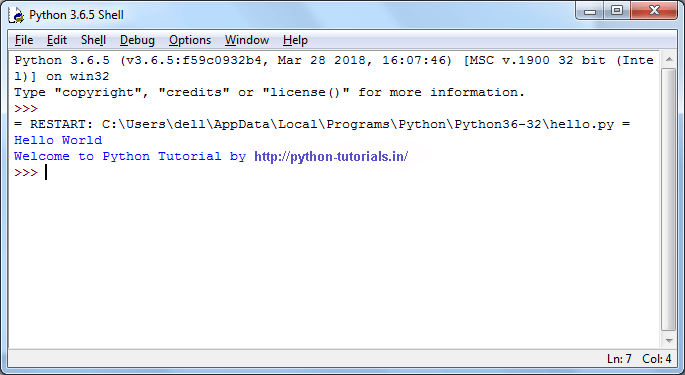 Python 3.6.5 Shell
File Edit Shell Debug Options Window Help
Python 3.6.5 (v3.6.5:f59c0932b4, Mar 28 2018, 16:07:46) [MSC v.1900 32 bit (Inte
l)] on win32
Type "copyright", "credits" or "license()" for more information.
>>>
= RESTART: C:\Users\dell\AppData\Local\Programs\Python\Python36-32\hello.py =
Hello World
Welcome to Python Tutorial by http://python-tutorials.in/
>>>
Ln: 7 Col: 4